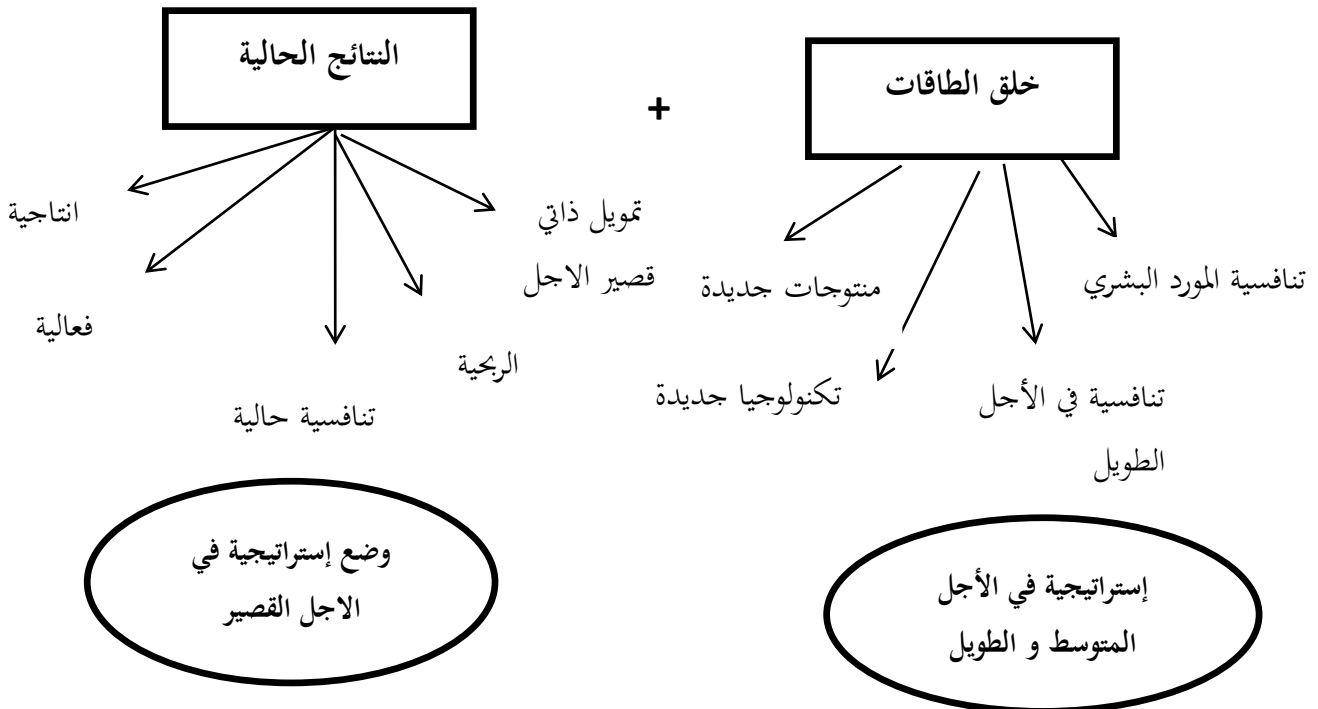 النتائج الحالية
خلق الطاقات
+
تمويل ذاتي
قصير الاجل
انتاجية
فعالية
الربحية
تنافسية حالية
تنافسية المورد البشري
منتوجات جديدة
تنافسية في الأجل
الطويل
تكنولوجيا جديدة
وضع إستراتيجية في
الاجل القصير
إستراتيجية في الأجل
المتوسط و الطويل